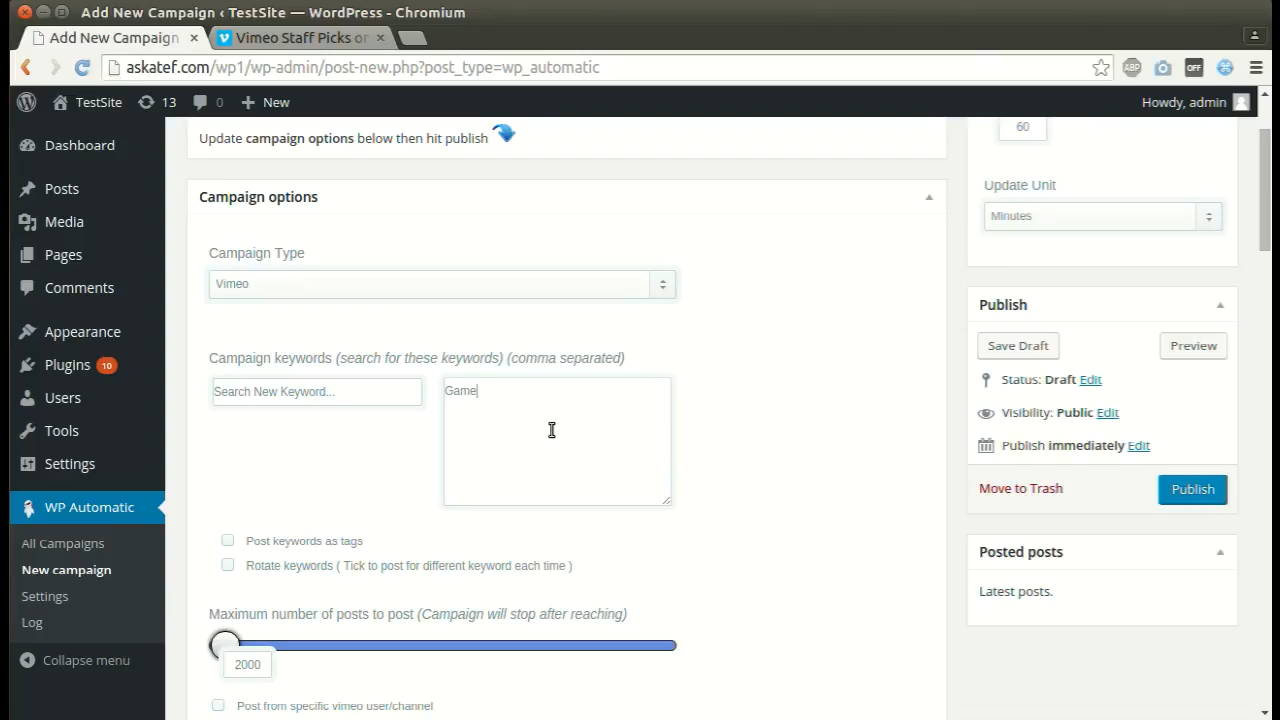 Add New Campaign ‹ TestSite — WordPress - Chromium
Add New Campaign
Vimeo Staff Picks on
askatef.com/wp1/wp-admin/post-new.php?post_type=wp_automatic
ABP
OFF
TestSite
13
0
New
Howdy, admin
Dashboard
Posts
Media
Pages
Comments
Appearance
Plugins 10
Users
Tools
Settings
WP Automatic
All Campaigns
New campaign
Settings
Log
Collapse menu
Update campaign options below then hit publish
Campaign options
Campaign Type
Vimeo
Campaign keywords (search for these keywords) (comma separated)
Search New Keyword...
Game
Post keywords as tags
Rotate keywords ( Tick to post for different keyword each time )
Maximum number of posts to post (Campaign will stop after reaching)
2000
Post from specific vimeo user/channel
60
Update Unit
Minutes
Publish
Save Draft
Preview
Status: Draft Edit
Visibility: Public Edit
Publish immediately Edit
Move to Trash
Publish
Posted posts
Latest posts.